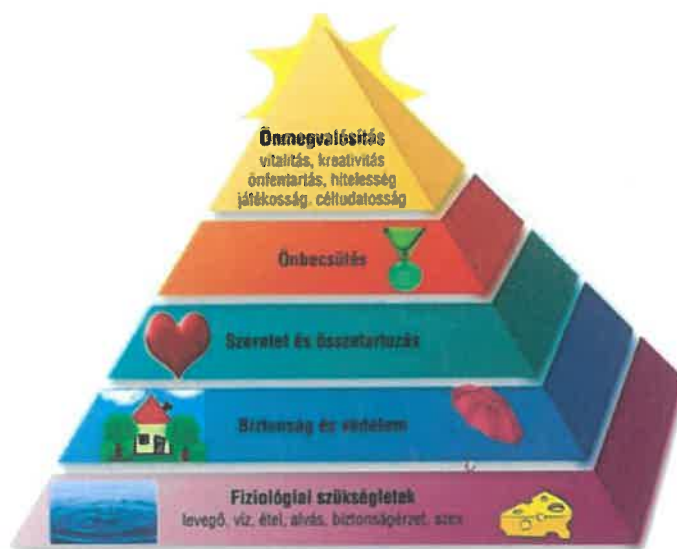 Önmegvalósítás
vitalitás, kreativitás
önfentartás, hitelesség
játékosság, céltudatosság
Önbecsülés
Szeretet és összetartozás
Biztonság és védelem
Fiziológiai szükségletek
levegő, víz, étel, alvás, biztonságérzet, szex